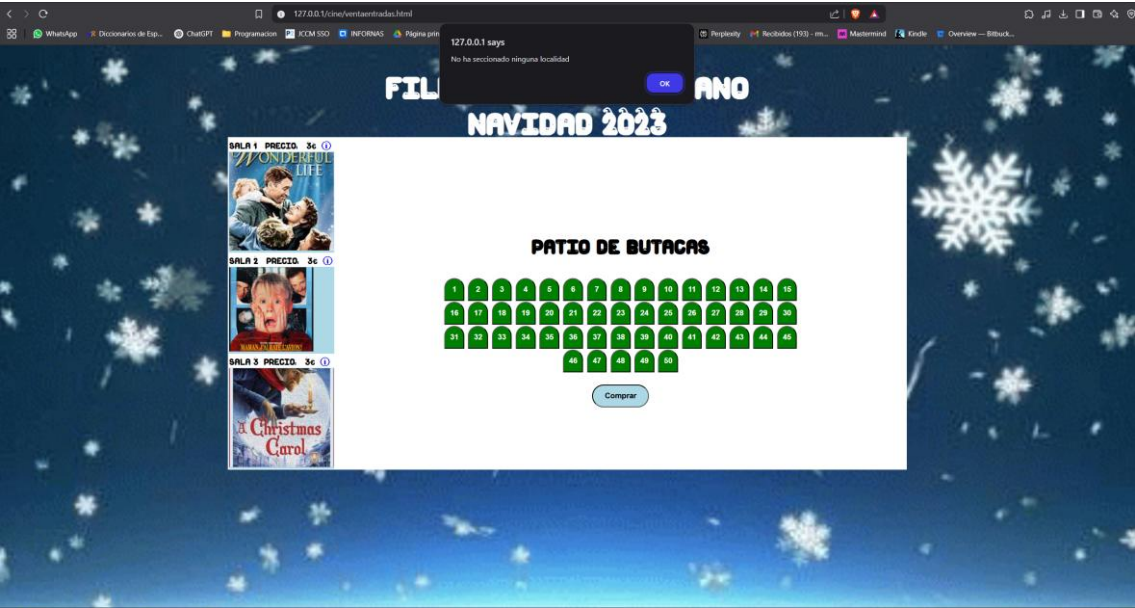 127.0.0.1/cine/ventaentradas.html
WhatsApp Diccionarios de Esp... ChatGPT Programacion JCCM SSO INFORNAS Página prin Perplexity Recibidos (193) - rm... Mastermind Kindle Overview — Bitbuck...
127.0.0.1 says
No ha seccionado ninguna localidad
OK
FIL ANO
NAVIDAD 2023
SALA 1 PRECIO. 3€
WONDERFUL
LIFE
SALA 2 PRECIO. 3€
SALA 3 PRECIO. 3€
A Christmas
Carol
PATIO DE BUTACAS
1 2 3 4 5 6 7 8 9 10 11 12 13 14 15
16 17 18 19 20 21 22 23 24 25 26 27 28 29 30
31 32 33 34 35 36 37 38 39 40 41 42 43 44 45
46 47 48 49 50
Comprar